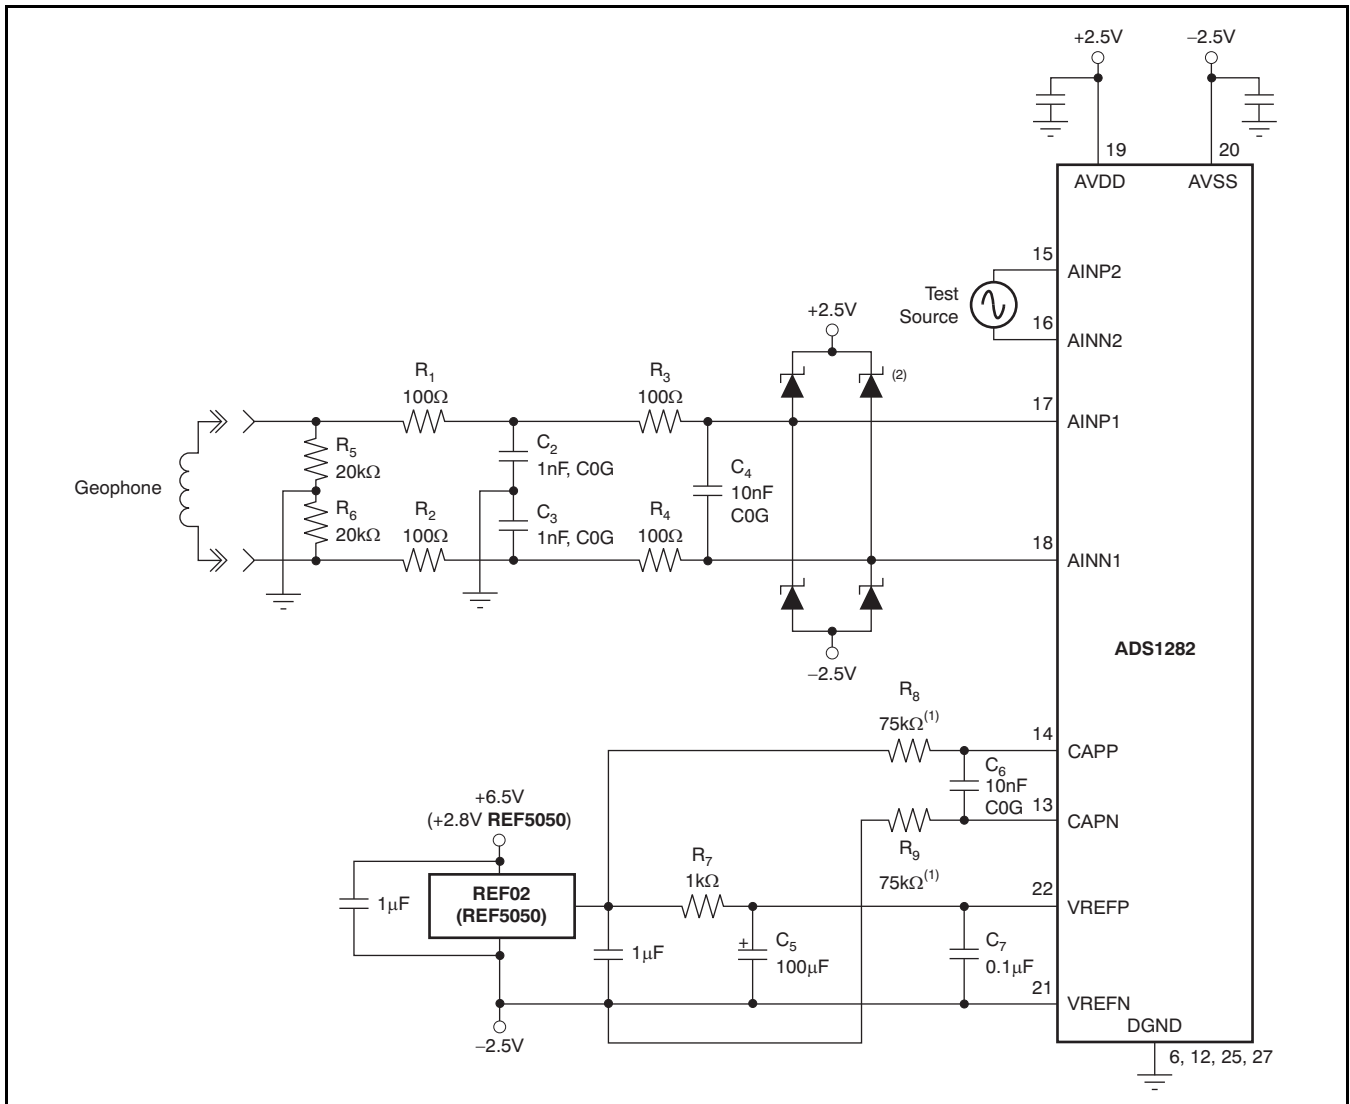 +2.5V
−2.5V
19
20
AVDD
AVSS
15
AINP2
Test
Source
16
AINN2
+2.5V
(2)
R1
100Ω
R3
100Ω
17
AINP1
R5
20kΩ
C2
1nF, C0G
C4
10nF
C0G
Geophone
R6
20kΩ
R2
100Ω
C3
1nF, C0G
R4
100Ω
18
AINN1
ADS1282
−2.5V
R8
75kΩ(1)
14
CAPP
C6
10nF
C0G
13
CAPN
R9
75kΩ(1)
+6.5V
(+2.8V REF5050)
REF02
(REF5050)
1μF
R7
1kΩ
22
VREFP
1μF
+
C5
100μF
C7
0.1μF
21
VREFN
−2.5V
DGND
6, 12, 25, 27